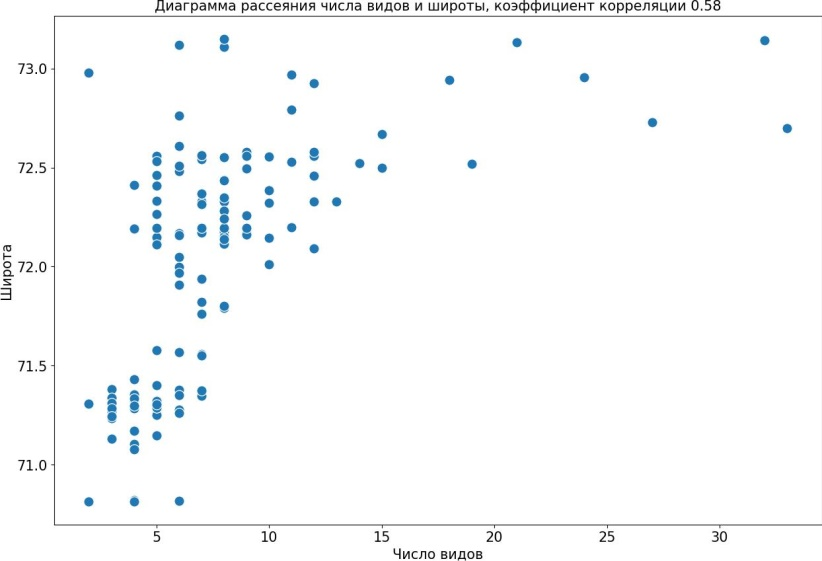 Диаграмма рассеяния числа видов и широты, коэффициент корреляции 0.58
73.0
72.5
72.0
71.5
71.0
Широта
5 10 15 20 25 30
Число видов